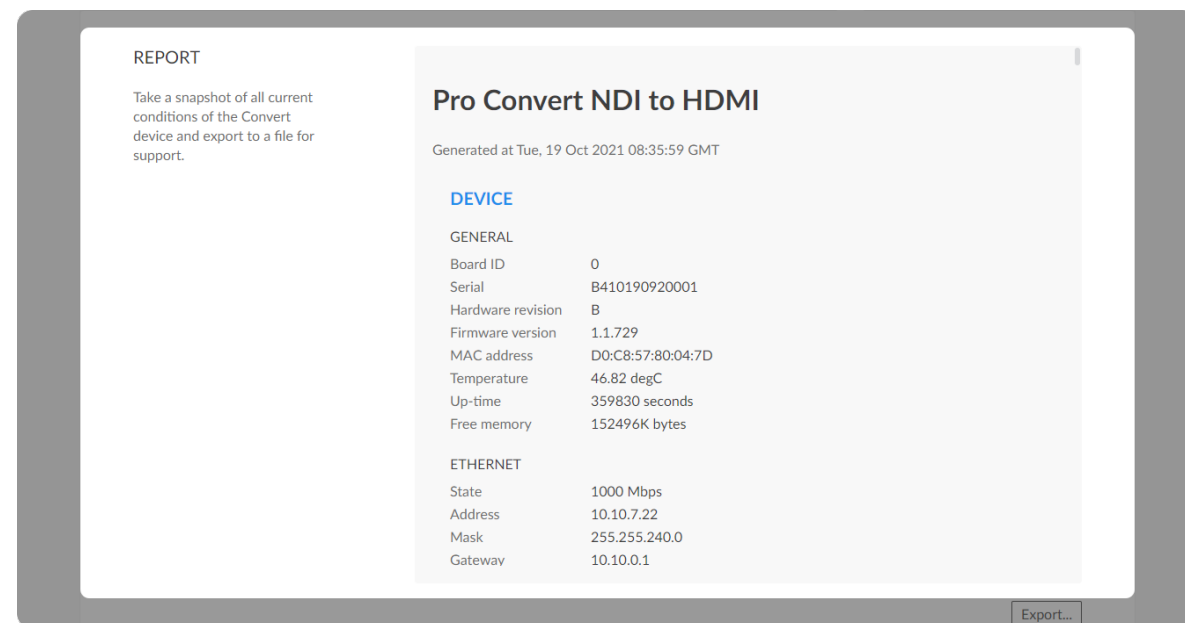 REPORT
Take a snapshot of all current
conditions of the Convert
device and export to a file for
support.
Pro Convert NDI to HDMI
Generated at Tue, 19 Oct 2021 08:35:59 GMT
DEVICE
GENERAL
Board ID 0
Serial B410190920001
Hardware revision B
Firmware version 1.1.729
MAC address D0:C8:57:80:04:7D
Temperature 46.82 degC
Up-time 359830 seconds
Free memory 152496K bytes
ETHERNET
State 1000 Mbps
Address 10.10.7.22
Mask 255.255.240.0
Gateway 10.10.0.1
Export...